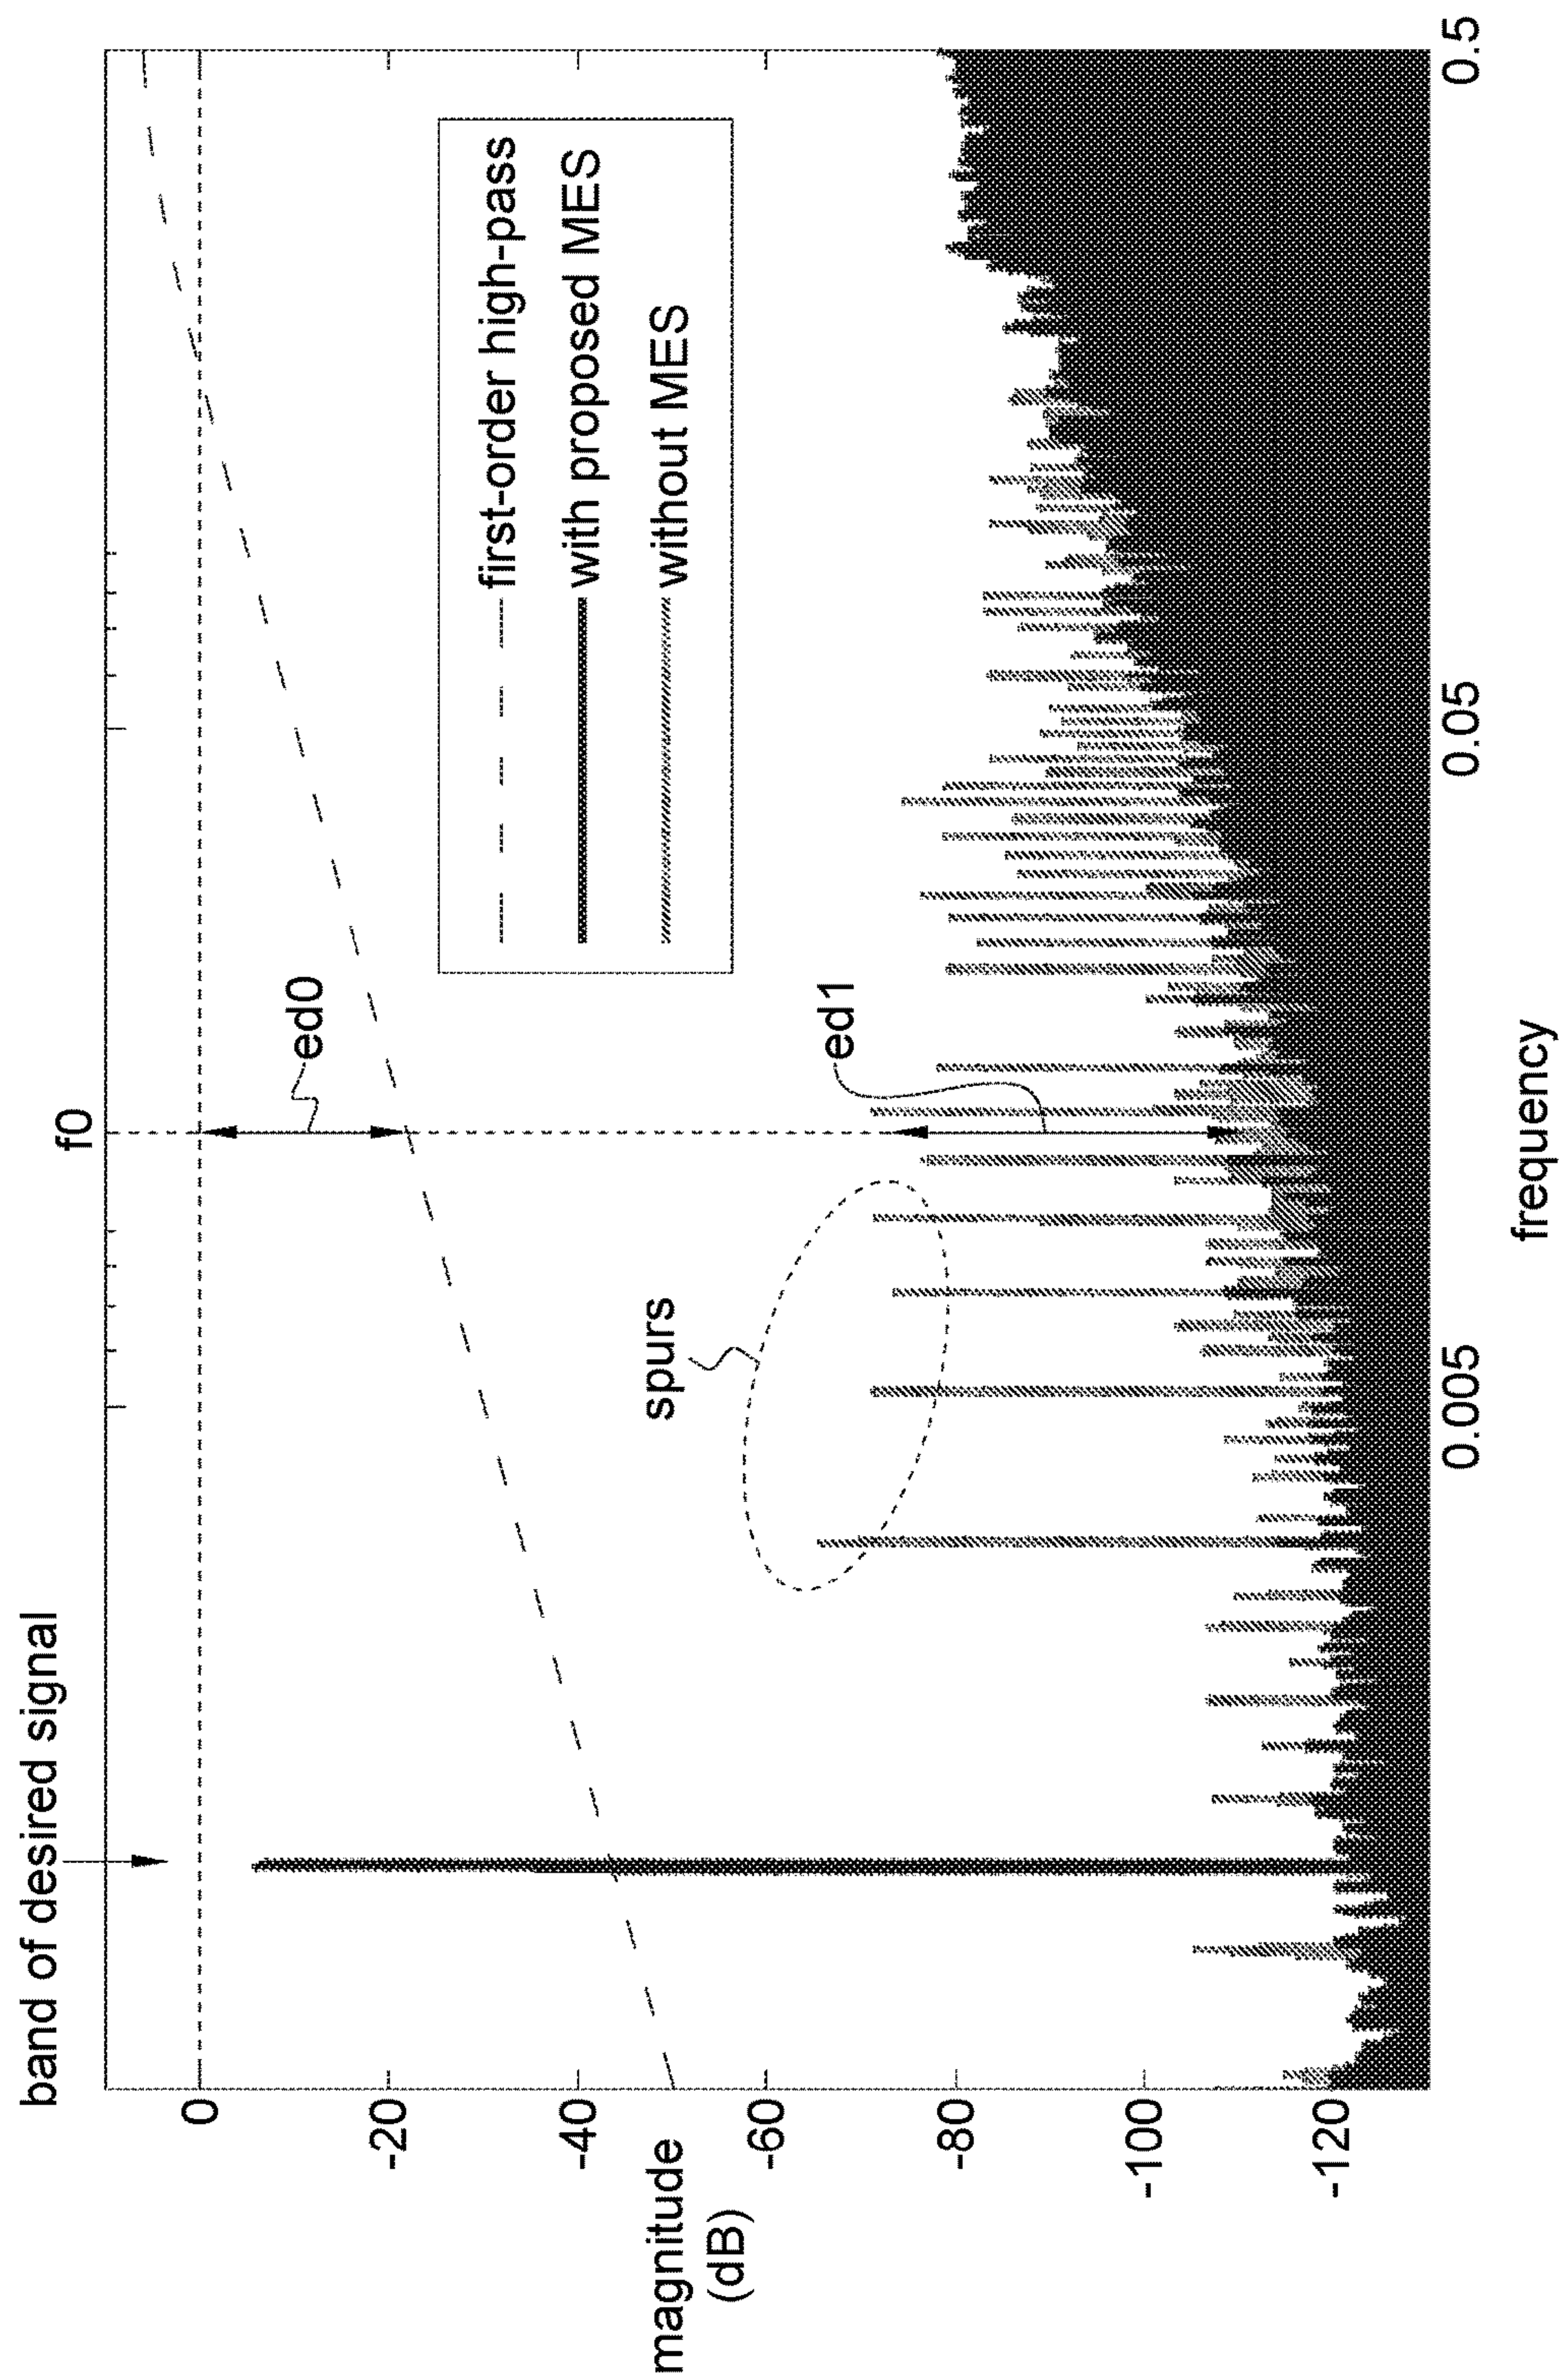 band of desired signal
f0
ed0
first-order high-pass
with proposed MES
without MES
ed1
spurs
magnitude
(dB)
0
-20
-40
-60
-80
-100
-120
0.005
0.05
0.5
frequency